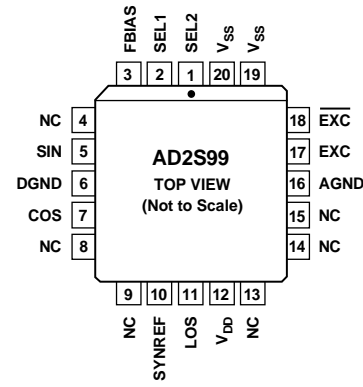 FBIAS
SEL1
SEL2
VSS
VSS
3 2 1 20 19
NC 4
SIN 5
DGND 6
COS 7
NC 8
AD2S99
TOP VIEW
(Not to Scale)
18 EXC
17 EXC
16 AGND
15 NC
14 NC
9 10 11 12 13
NC
SYNREF
LOS
VDD
NC